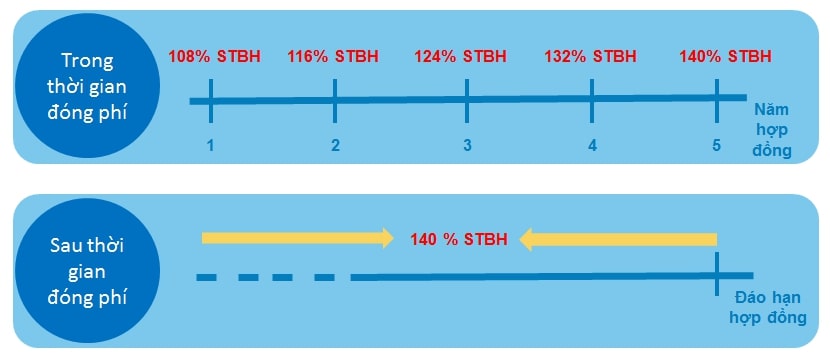 Trong
thời gian
đóng phí
108% STBH
116% STBH
124% STBH
132% STBH
140% STBH
1
2
3
4
5
Năm
hợp
đồng
Sau thời
gian
đóng phí
140 % STBH
Đáo hạn
hợp đồng